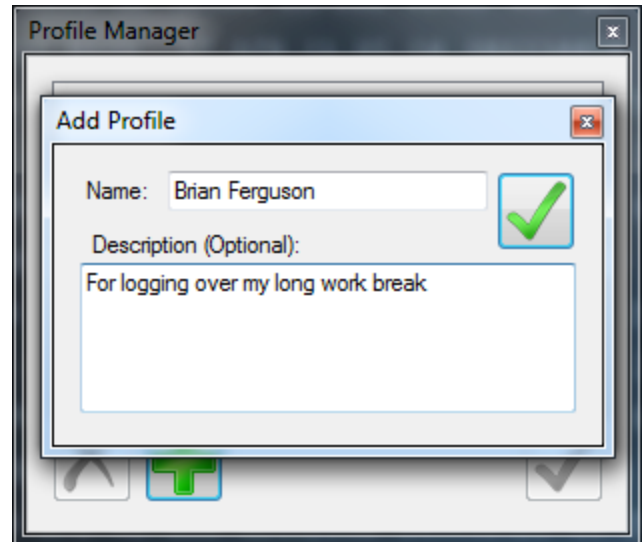 Profile Manager
Add Profile
Name: Brian Ferguson
Description (Optional):
For logging over my long work break